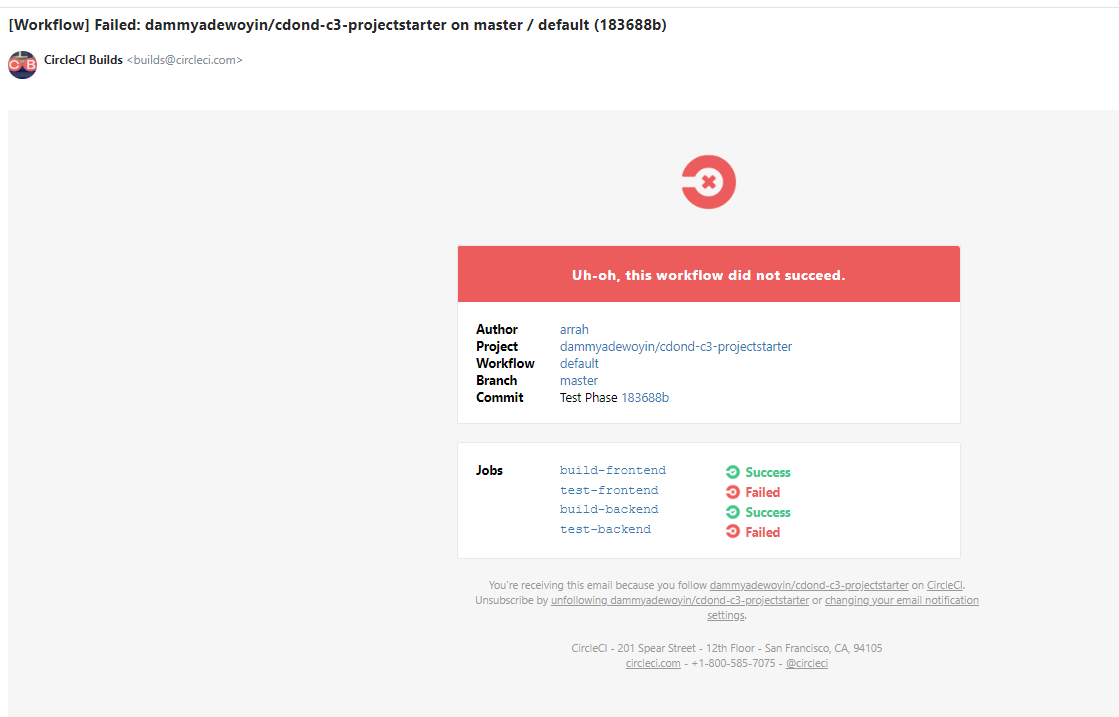 [Workflow] Failed: dammyadewoyin/cdond-c3-projectstarter on master / default (183688b)
CB
CircleCI Builds <builds@circleci.com>
Uh-oh, this workflow did not succeed.
Author arrah
Project dammyadewoyin/cdond-c3-projectstarter
Workflow default
Branch master
Commit Test Phase 183688b
Jobs build-frontend Success
test-frontend Failed
build-backend Success
test-backend Failed
You're receiving this email because you follow dammyadewoyin/cdond-c3-projectstarter on CircleCI.
Unsubscribe by unfollowing dammyadewoyin/cdond-c3-projectstarter or changing your email notification
settings.
CircleCI - 201 Spear Street - 12th Floor - San Francisco, CA, 94105
circleci.com - +1-800-585-7075 - @circleci